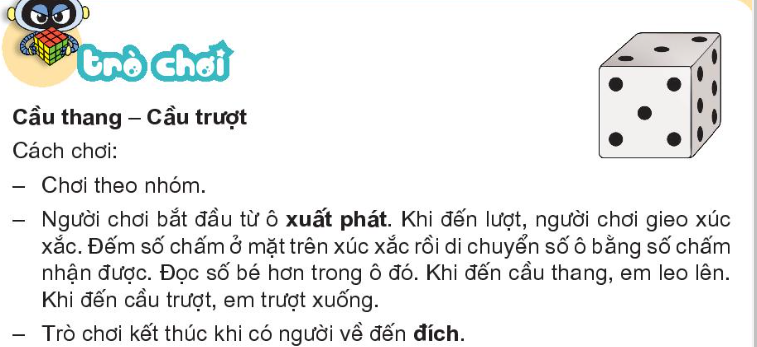 trò chơi
Cầu thang – Cầu trượt
Cách chơi:
– Chơi theo nhóm.
– Người chơi bắt đầu từ ô xuất phát. Khi đến lượt, người chơi gieo xúc
xắc. Đếm số chấm ở mặt trên xúc xắc rồi di chuyển số ô bằng số chấm
nhận được. Đọc số bé hơn trong ô đó. Khi đến cầu thang, em leo lên.
Khi đến cầu trượt, em trượt xuống.
– Trò chơi kết thúc khi có người về đến đích.